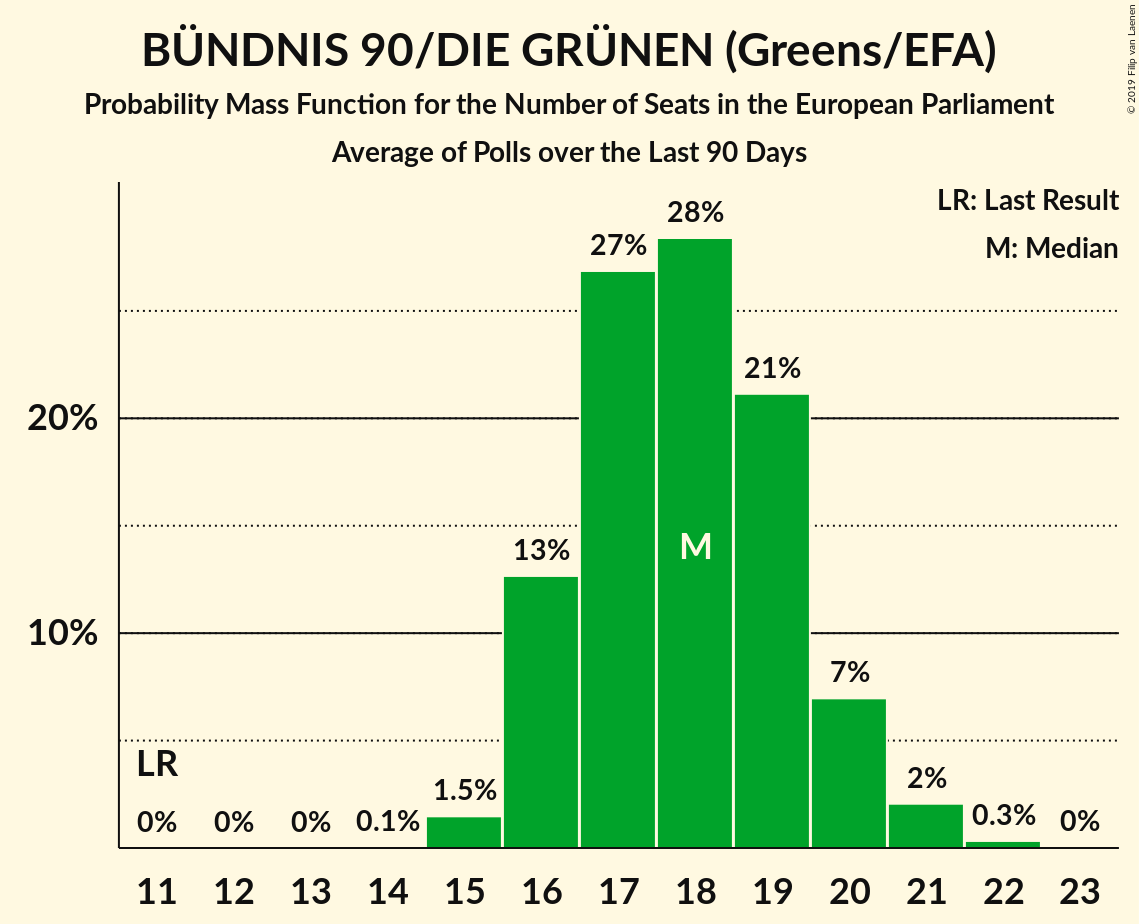 BÜNDNIS 90/DIE GRÜNEN (Greens/EFA)
Probability Mass Function for the Number of Seats in the European Parliament
Average of Polls over the Last 90 Days
© 2019 Filip van Laenen
LR: Last Result
M: Median
28%
27%
21%
20%
M
13%
10%
7%
LR
2%
1.5%
0% 0% 0% 0.1% 0.3% 0%
11 12 13 14 15 16 17 18 19 20 21 22 23